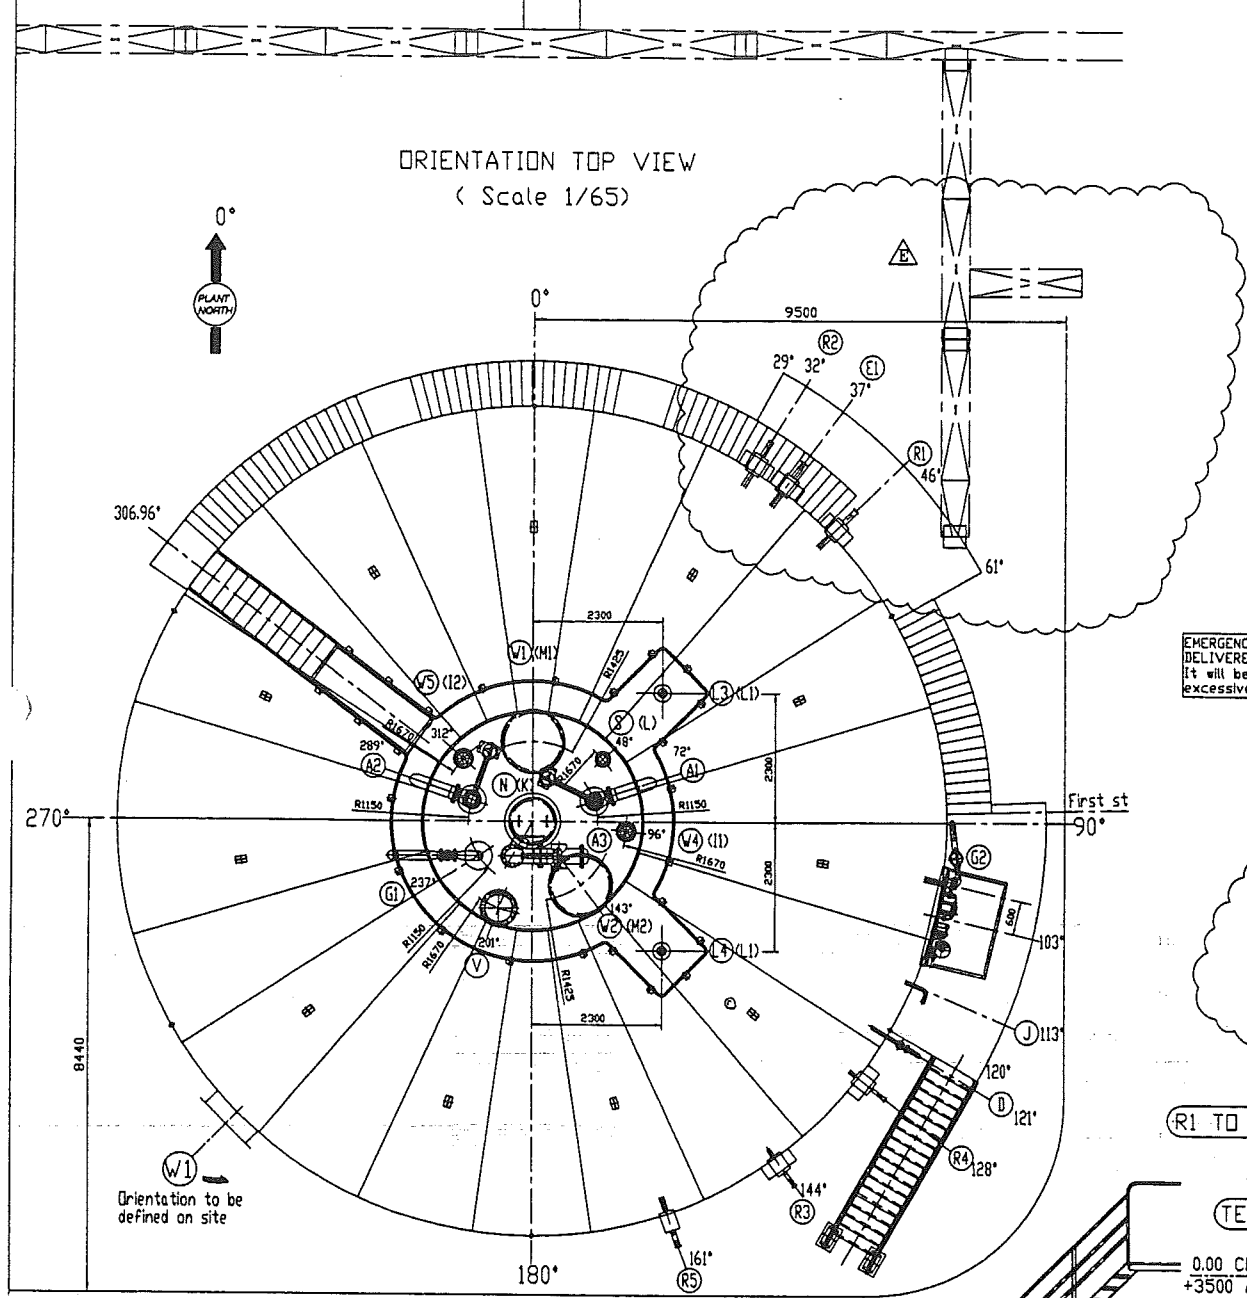 ORIENTATION TOP VIEW
( Scale 1/65)
0°
PLANT
NORTH
E
0°
9500
R2
29°
32°
E1
37°
R1
46°
306.96°
61°
2300
EMERGENC
DELIVERE
It will be
excessive
W1 (M1)
R1425
W5 (I2)
L3 (L1)
S (L)
R1670
312°
48°
72°
289°
A2
R1670
A1
2300
N (K)
R1150
R1150
First st
270°
90°
A3
96°
W4 (I1)
G2
R1670
2300
600
G1
237°
143°
W2 (M2)
103°
R1150
R1670
201°
V
L4 (L1)
R1425
2300
J 113°
8440
120°
D
121°
R1 TO
W1
R4 128°
Orientation to be
defined on site
144°
R3
TE
161°
R5
180°
0.00
+3500